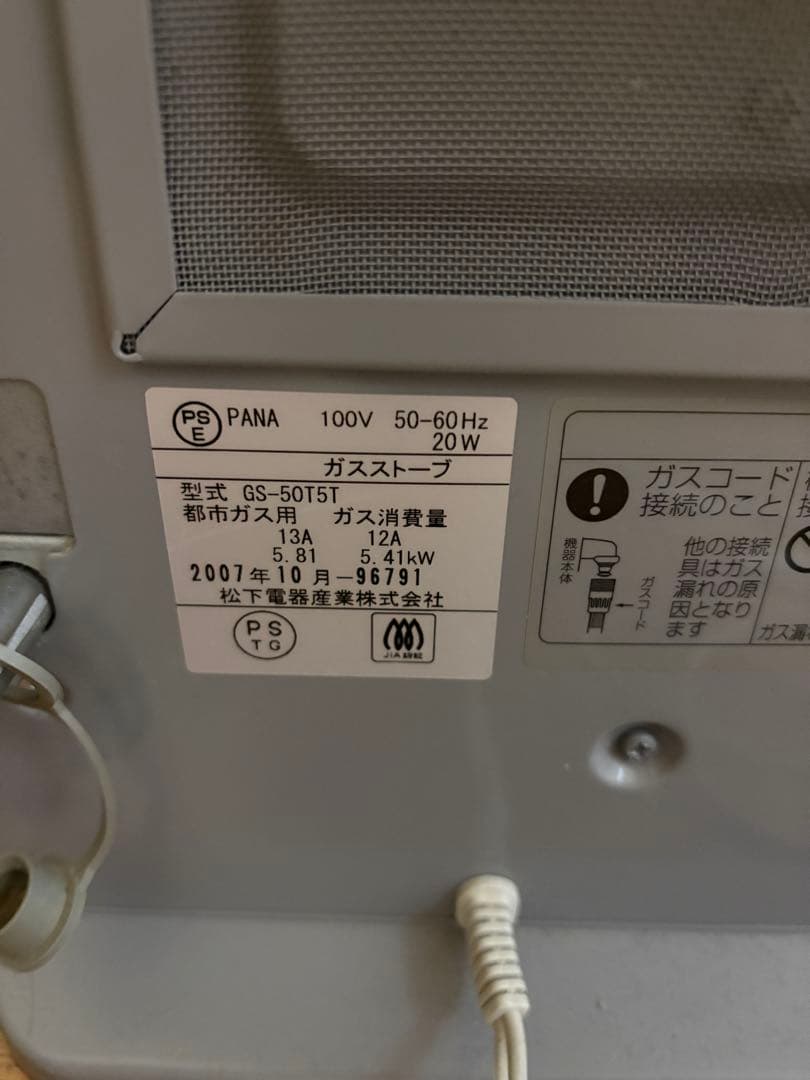 PS E PANA 100V 50-60Hz
20W
ガスストーブ
型式 GS-50T5T
都市ガス用 ガス消費量
13A 12A
5.81 5.41kW
2007年10月-96791
松下電器産業株式会社
PS TG
JIA
ガスコード
接続のこと
機器本体
ガスコード
他の接続
具はガス
漏れの原
因となり
ます
ガス漏